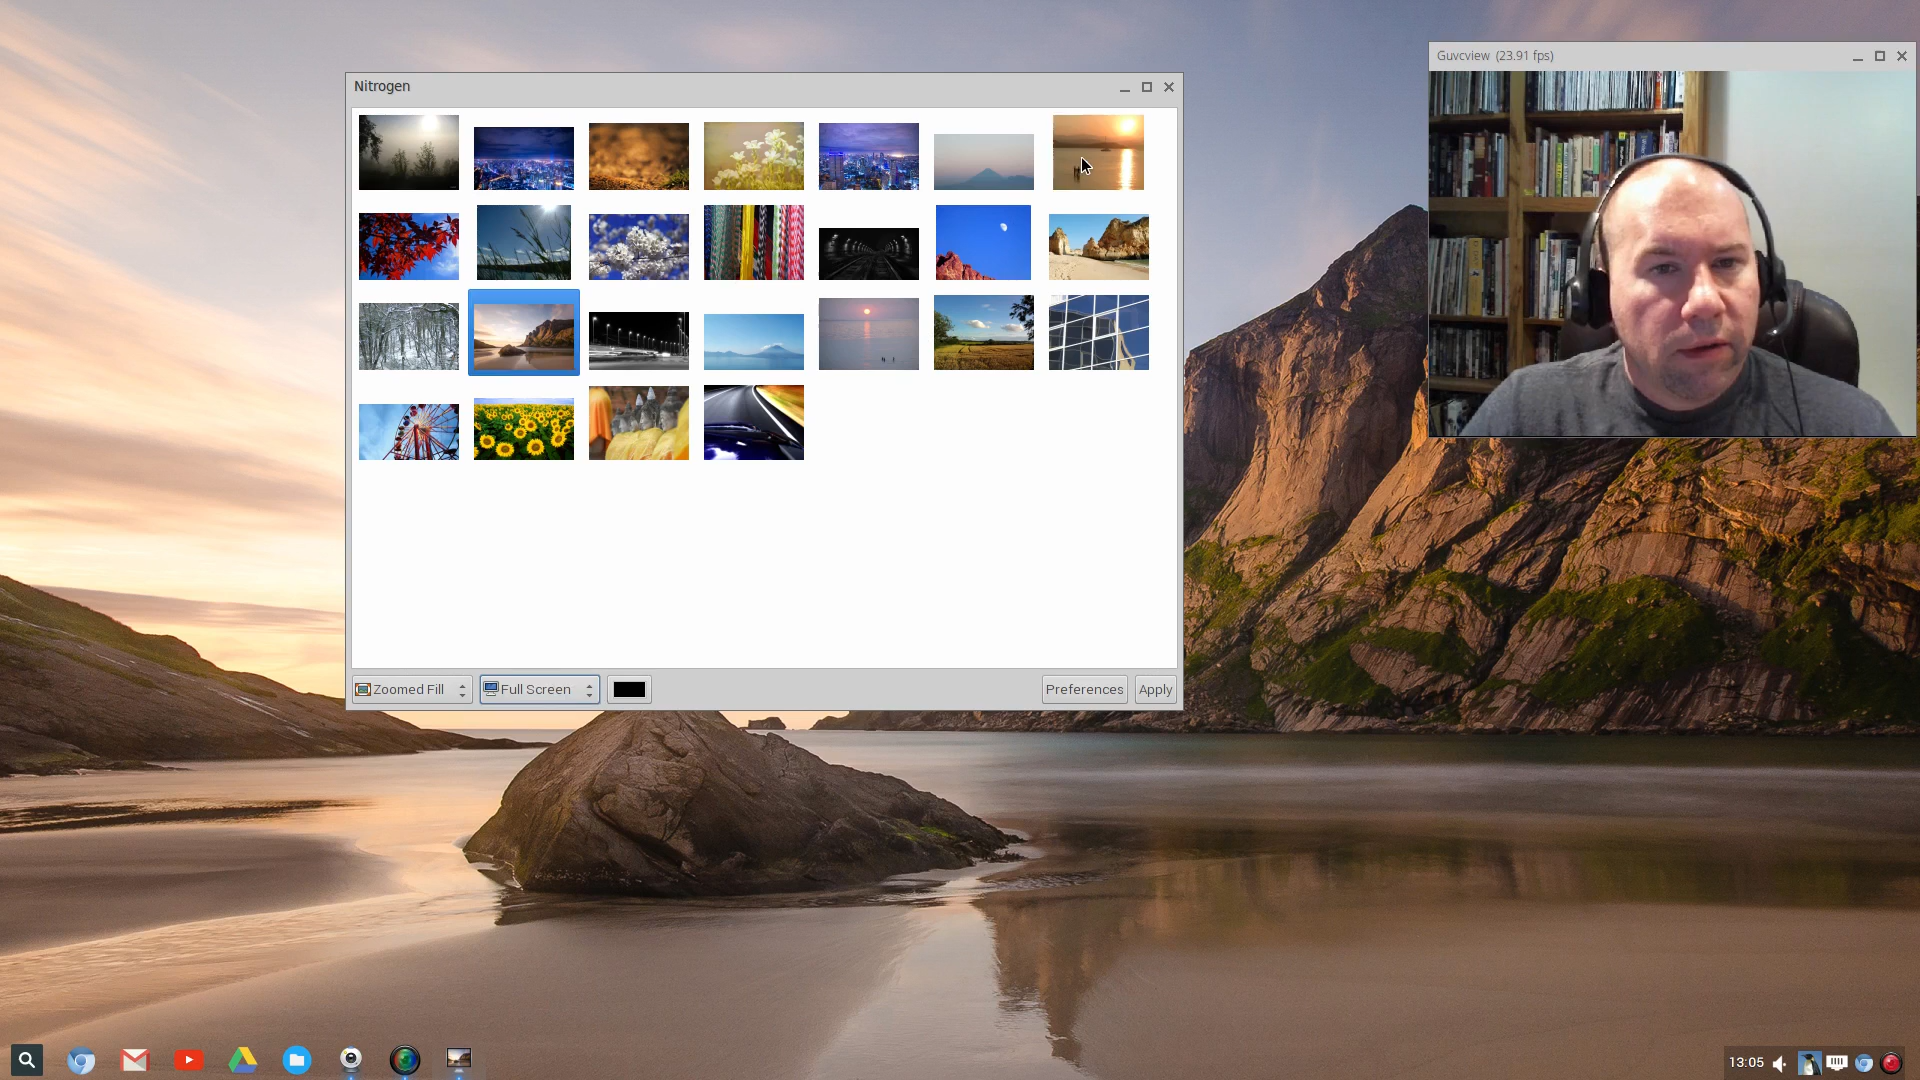 Nitrogen
Guvcview (23.91 fps)
Zoomed Fill
Full Screen
Preferences
Apply
13:05